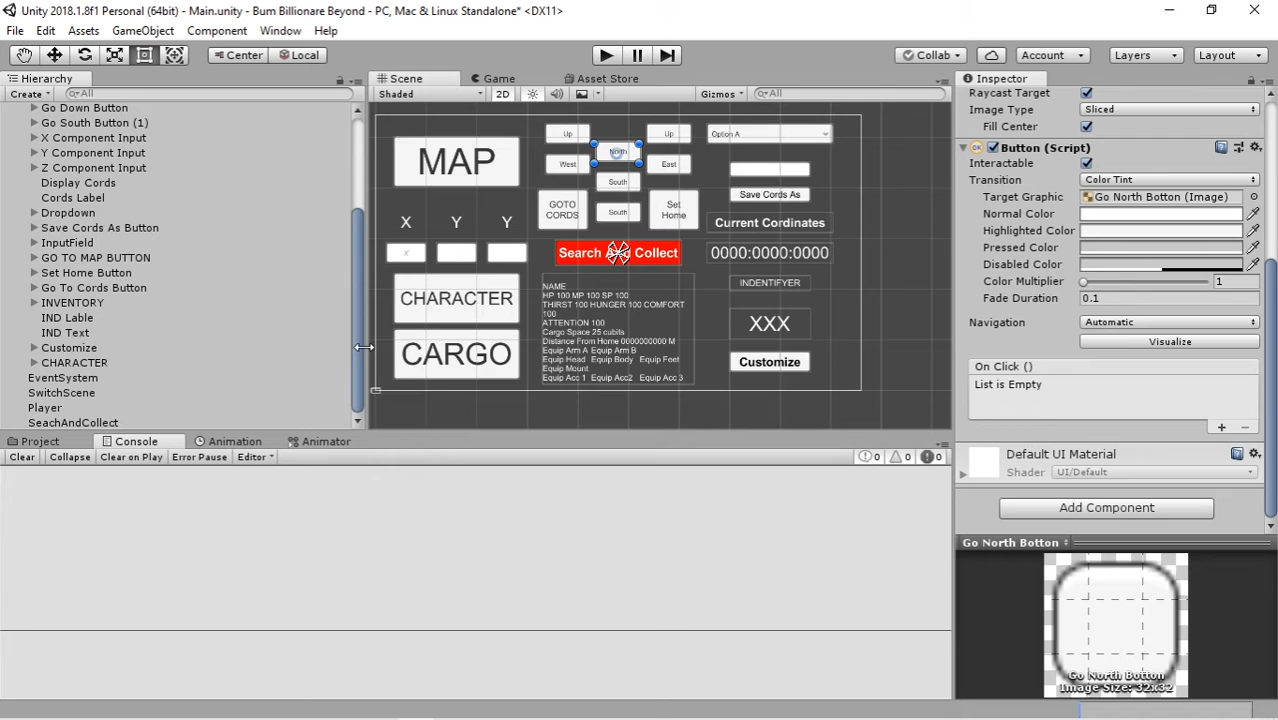 Unity 2018.1.8f1 Personal (64bit) - Main.unity - Bum Billionare Beyond - PC, Mac & Linux Standalone* <DX11>
File Edit Assets GameObject Component Window Help
Center Local Collab Account Layers Layout
Hierarchy
Create All
Go Down Button
Go South Button (1)
X Component Input
Y Component Input
Z Component Input
Display Cords
Cords Label
Dropdown
Save Cords As Button
InputField
GO TO MAP BUTTON
Set Home Button
Go To Cords Button
INVENTORY
IND Lable
IND Text
Customize
CHARACTER
EventSystem
SwitchScene
Player
SeachAndCollect
Scene Game Asset Store
Shaded 2D Gizmos All
MAP
X Y Y
X
CHARACTER
CARGO
Up Up
North
West East
South
GOTO CORDS
South
Set Home
Search And Collect
NAME
HP 100 MP 100 SP 100
THIRST 100 HUNGER 100 COMFORT
100
ATTENTION 100
Cargo Space 25 cubits
Distance From Home 0000000000 M
Equip Arm A Equip Arm B
Equip Head Equip Body Equip Feet
Equip Mount
Equip Acc 1 Equip Acc2 Equip Acc 3
Option A
Save Cords As
Current Cordinates
0000:0000:0000
INDENTIFYER
XXX
Customize
Project Console Animation Animator
Clear Collapse Clear on Play Error Pause Editor 0 0 0
Inspector
Raycast Target
Image Type Sliced
Fill Center
Button (Script)
Interactable
Transition Color Tint
Target Graphic Go North Botton (Image)
Normal Color
Highlighted Color
Pressed Color
Disabled Color
Color Multiplier 1
Fade Duration 0.1
Navigation Automatic
Visualize
On Click ()
List is Empty
Default UI Material
Shader UI/Default
Add Component
Go North Botton
Go North Botton
Image Size: 32x32